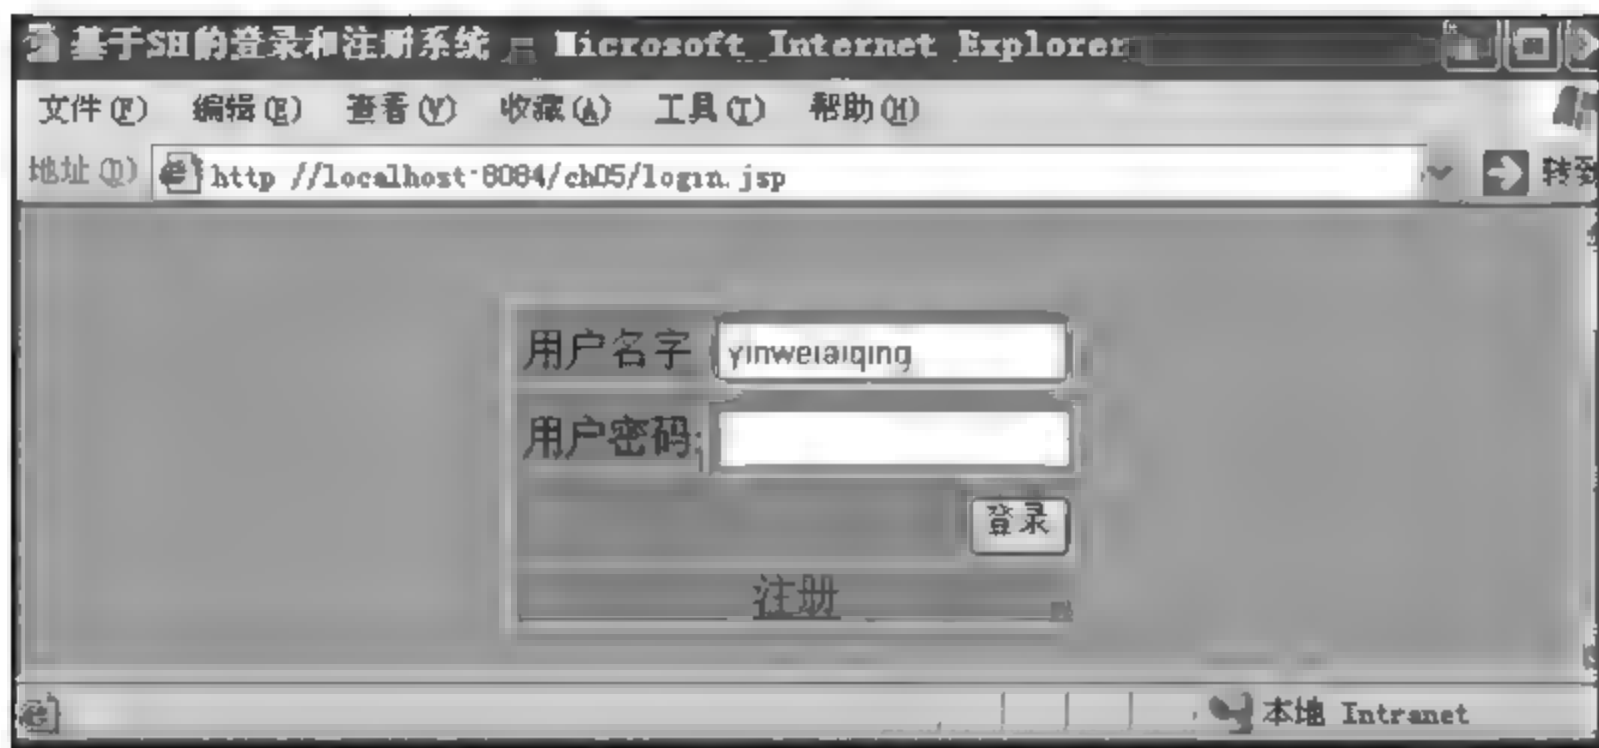 基于SH的登录和注册系统 - Microsoft Internet Explorer
文件(F) 编辑(E) 查看(V) 收藏(A) 工具(T) 帮助(H)
地址(D) http://localhost:8084/ch05/login.jsp 转到
用户名字 yinweiaiqing
用户密码:
登录
注册
本地 Intranet